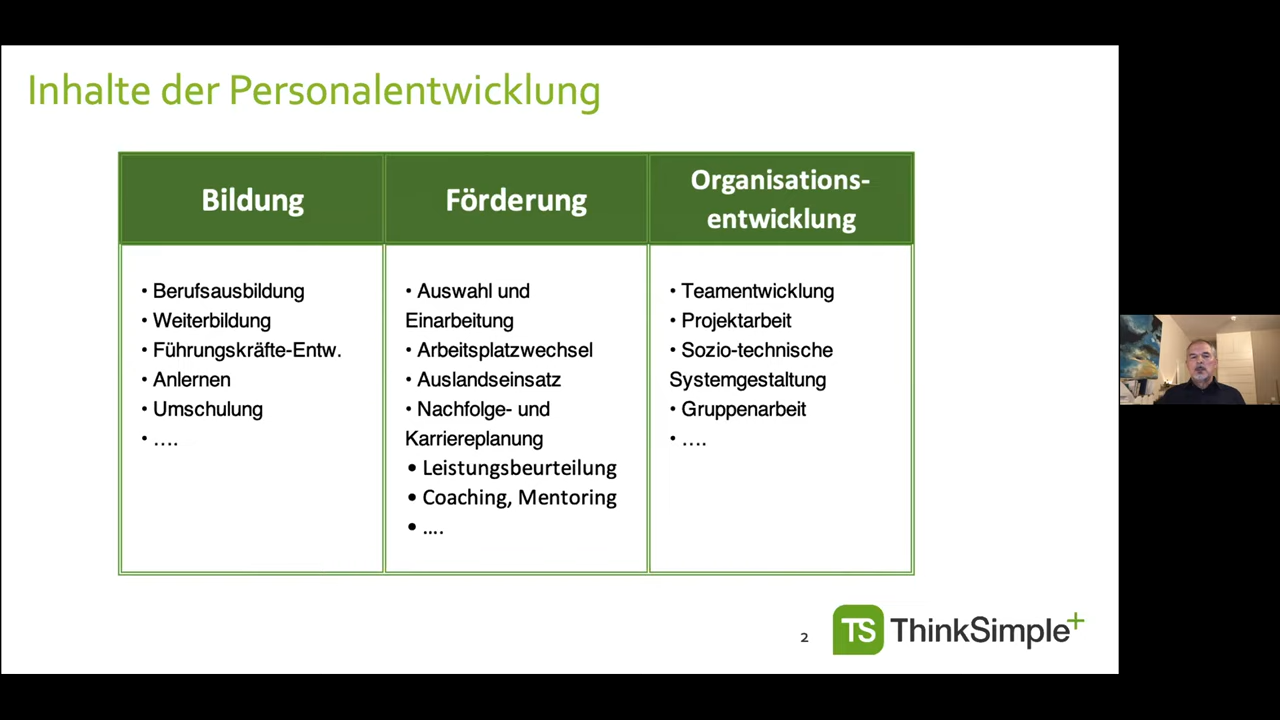 Inhalte der Personalentwicklung
Bildung
• Berufsausbildung
• Weiterbildung
• Führungskräfte-Entw.
• Anlernen
• Umschulung
• ....
Förderung
• Auswahl und
Einarbeitung
• Arbeitsplatzwechsel
• Auslandseinsatz
• Nachfolge- und
Karriereplanung
• Leistungsbeurteilung
• Coaching, Mentoring
• ....
Organisations-
entwicklung
• Teamentwicklung
• Projektarbeit
• Sozio-technische
Systemgestaltung
• Gruppenarbeit
• ....
2
TS ThinkSimple+